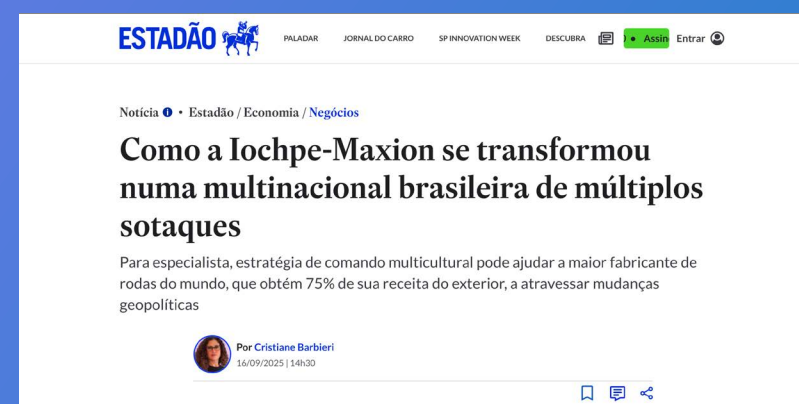 ESTADÃO
PALADAR JORNAL DO CARRO SP INNOVATION WEEK DESCUBRA Assin Entrar
Notícia • Estadão / Economia / Negócios
Como a Iochpe-Maxion se transformou
numa multinacional brasileira de múltiplos
sotaques
Para especialista, estratégia de comando multicultural pode ajudar a maior fabricante de
rodas do mundo, que obtém 75% de sua receita do exterior, a atravessar mudanças
geopolíticas
Por Cristiane Barbieri
16/09/2025 | 14h30